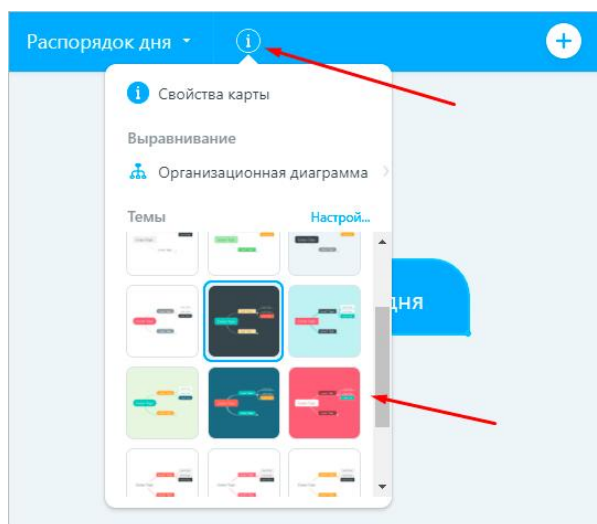 Распорядок дня
Свойства карты
Выравнивание
Организационная диаграмма
Темы Настрой...
дня